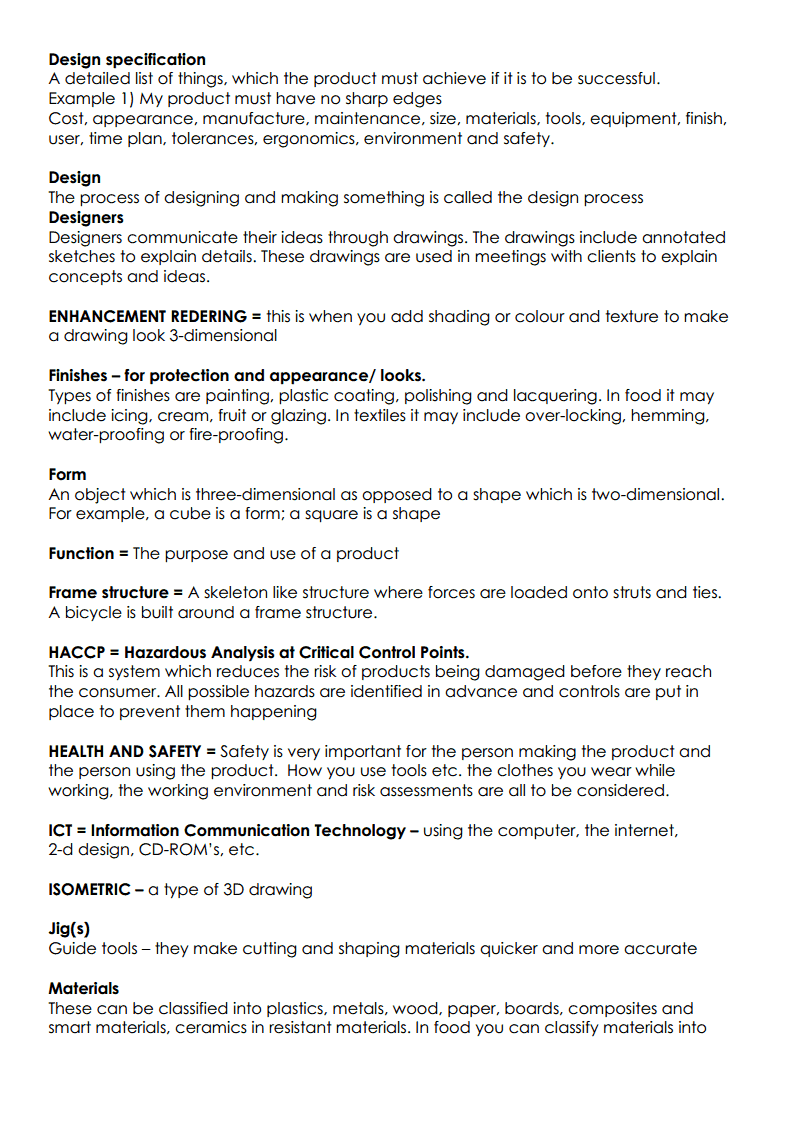 Design specification
A detailed list of things, which the product must achieve if it is to be successful.
Example 1) My product must have no sharp edges
Cost, appearance, manufacture, maintenance, size, materials, tools, equipment, finish,
user, time plan, tolerances, ergonomics, environment and safety.
Design
The process of designing and making something is called the design process
Designers
Designers communicate their ideas through drawings. The drawings include annotated
sketches to explain details. These drawings are used in meetings with clients to explain
concepts and ideas.
ENHANCEMENT REDERING = this is when you add shading or colour and texture to make
a drawing look 3-dimensional
Finishes – for protection and appearance/ looks.
Types of finishes are painting, plastic coating, polishing and lacquering. In food it may
include icing, cream, fruit or glazing. In textiles it may include over-locking, hemming,
water-proofing or fire-proofing.
Form
An object which is three-dimensional as opposed to a shape which is two-dimensional.
For example, a cube is a form; a square is a shape
Function = The purpose and use of a product
Frame structure = A skeleton like structure where forces are loaded onto struts and ties.
A bicycle is built around a frame structure.
HACCP = Hazardous Analysis at Critical Control Points.
This is a system which reduces the risk of products being damaged before they reach
the consumer. All possible hazards are identified in advance and controls are put in
place to prevent them happening
HEALTH AND SAFETY = Safety is very important for the person making the product and
the person using the product.  How you use tools etc. the clothes you wear while
working, the working environment and risk assessments are all to be considered.
ICT = Information Communication Technology – using the computer, the internet,
2-d design, CD-ROM's, etc.
ISOMETRIC – a type of 3D drawing
Jig(s)
Guide tools – they make cutting and shaping materials quicker and more accurate
Materials
These can be classified into plastics, metals, wood, paper, boards, composites and
smart materials, ceramics in resistant materials. In food you can classify materials into